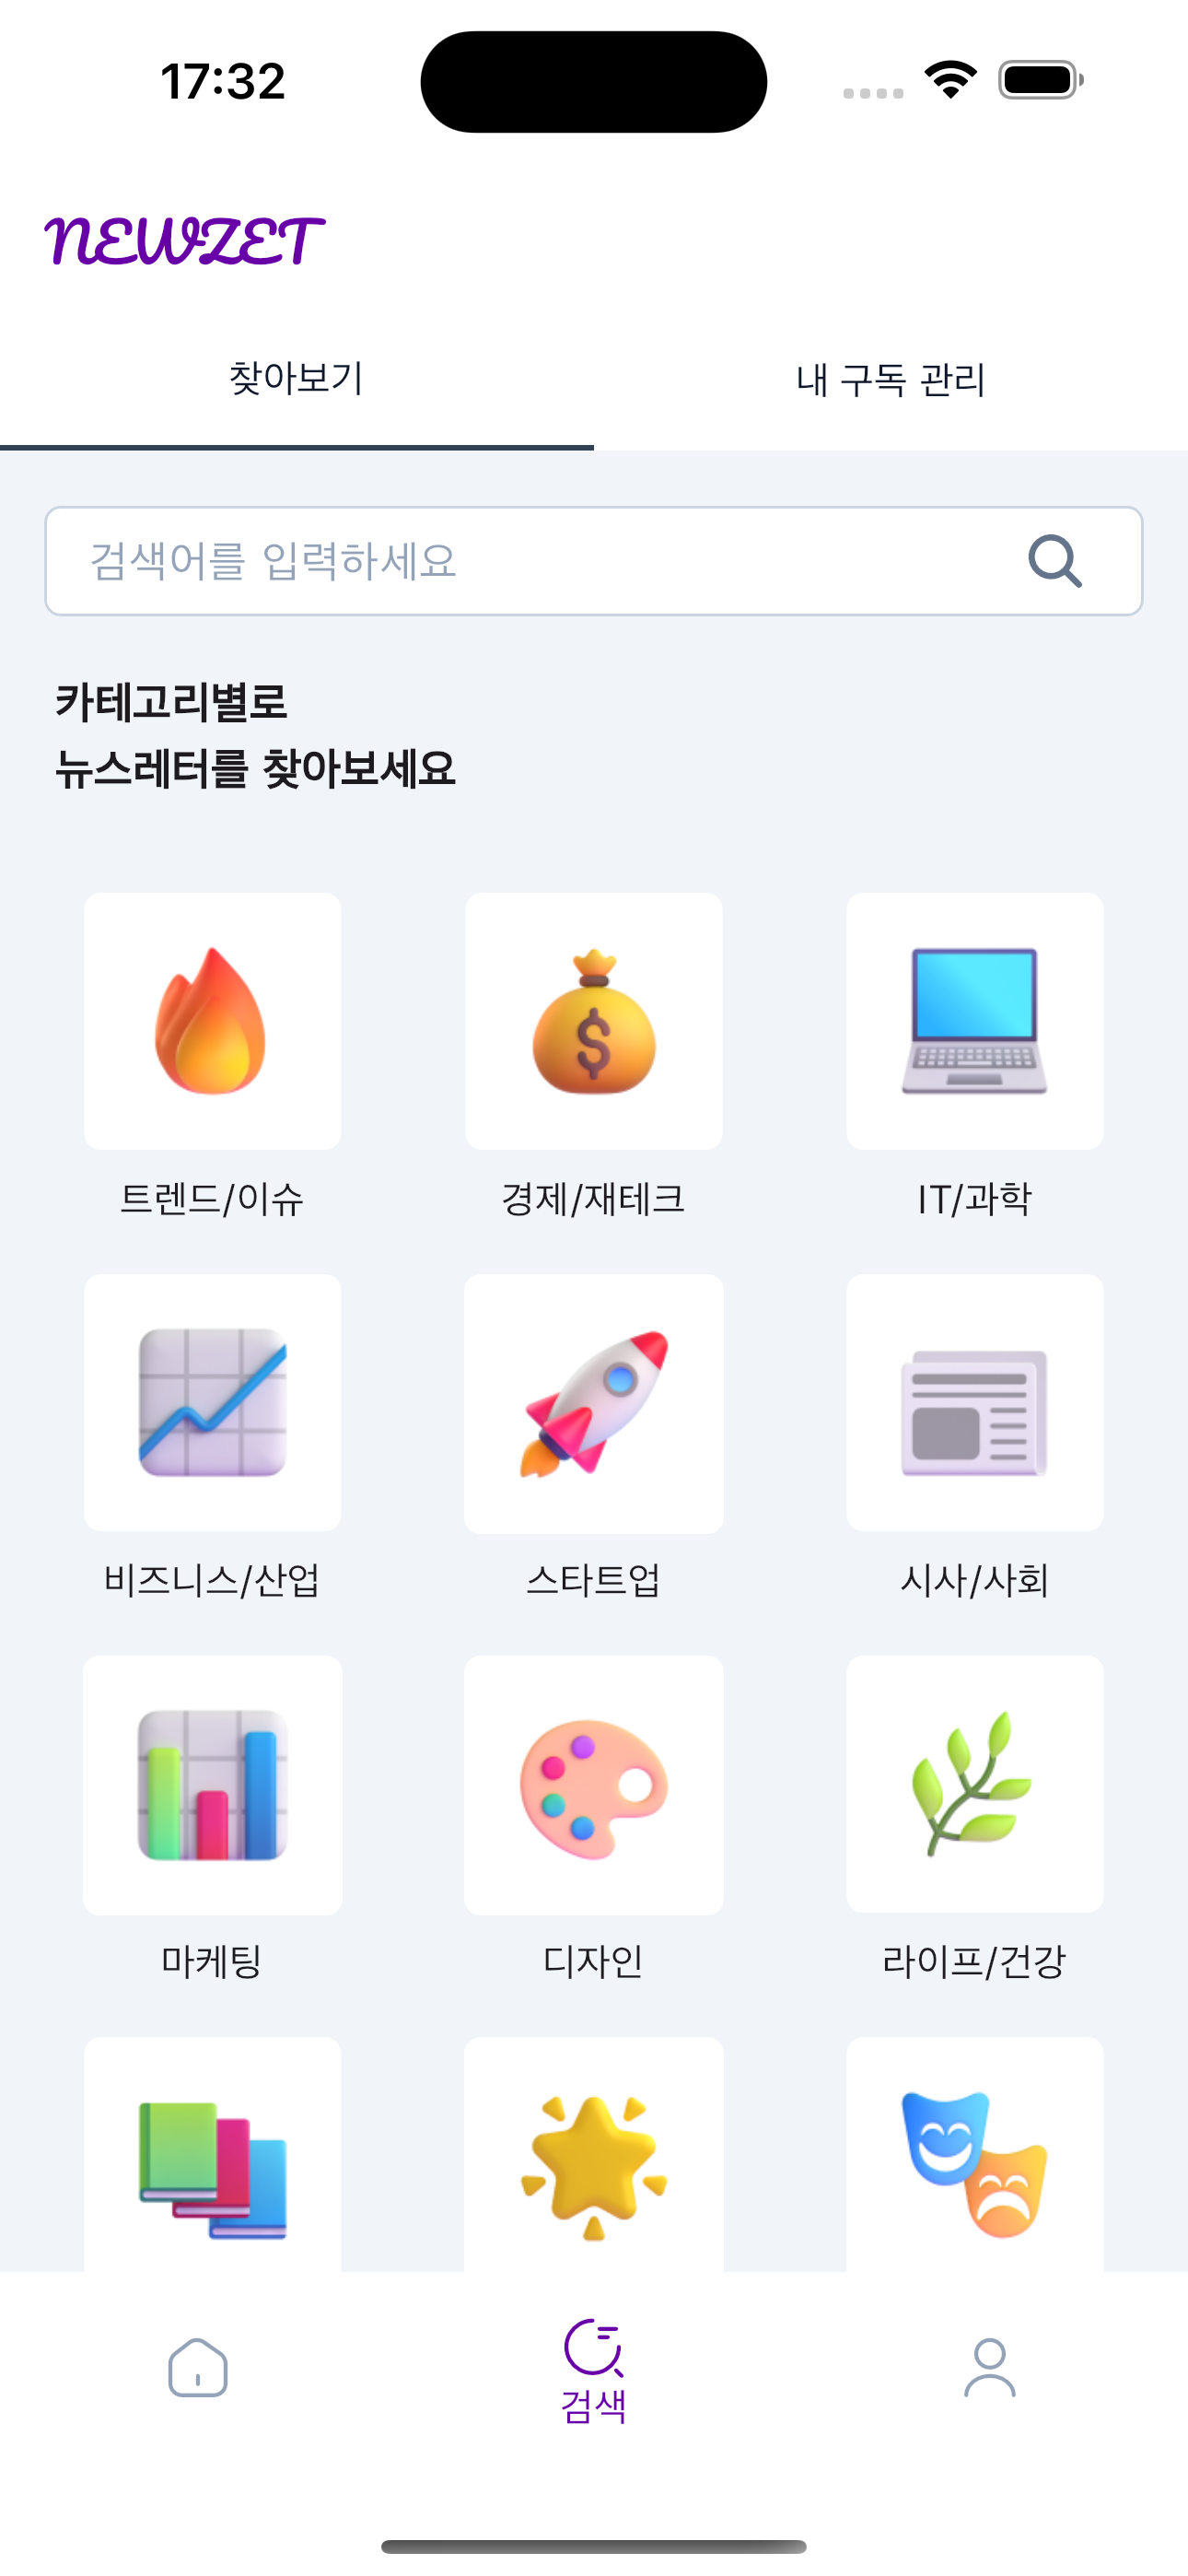 17:32
NEWZET
찾아보기
내 구독 관리
검색어를 입력하세요
카테고리별로
뉴스레터를 찾아보세요
$
트렌드/이슈
경제/재테크
IT/과학
비즈니스/산업
스타트업
시사/사회
마케팅
디자인
라이프/건강
검색